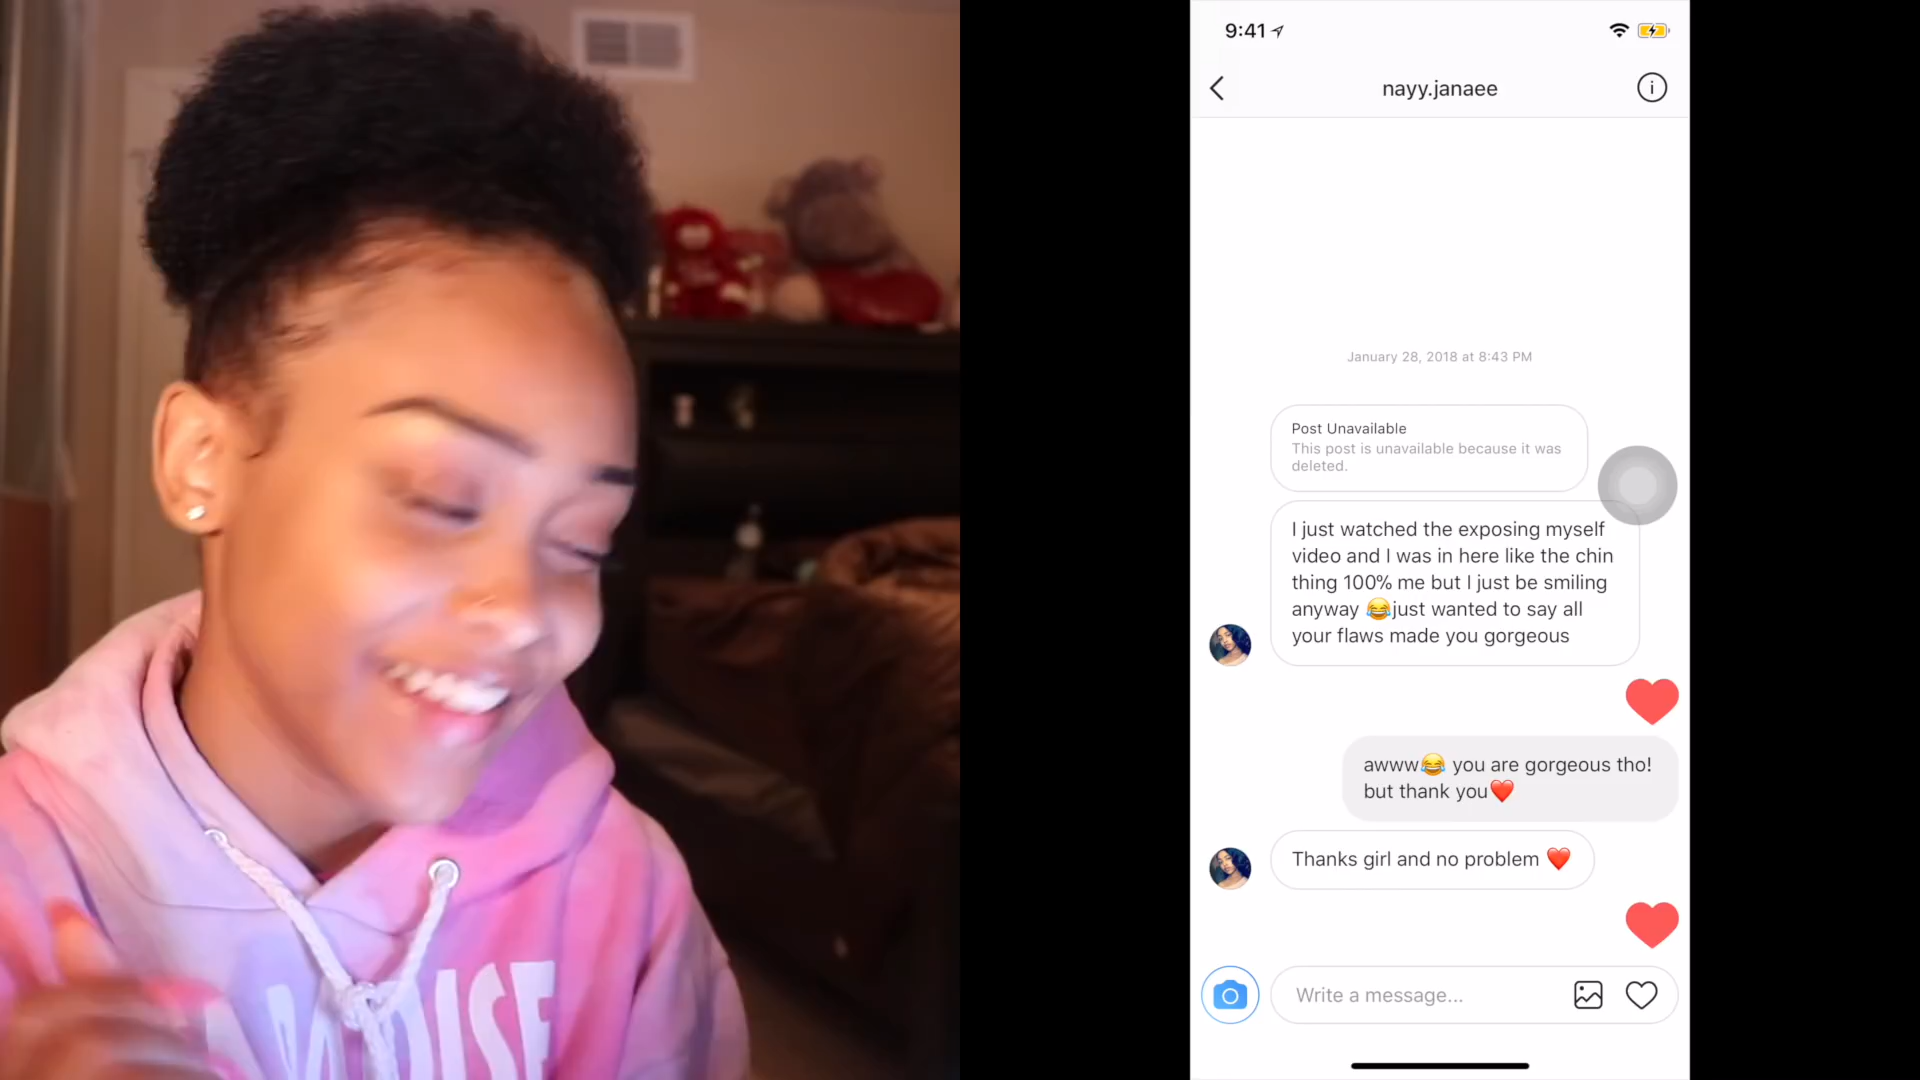 9:41
nayy.janaee
January 28, 2018 at 8:43 PM
Post Unavailable
This post is unavailable because it was
deleted.
I just watched the exposing myself
video and I was in here like the chin
thing 100% me but I just be smiling
anyway 😂just wanted to say all
your flaws made you gorgeous
awww😂 you are gorgeous tho!
but thank you❤️
Thanks girl and no problem ❤️
Write a message...